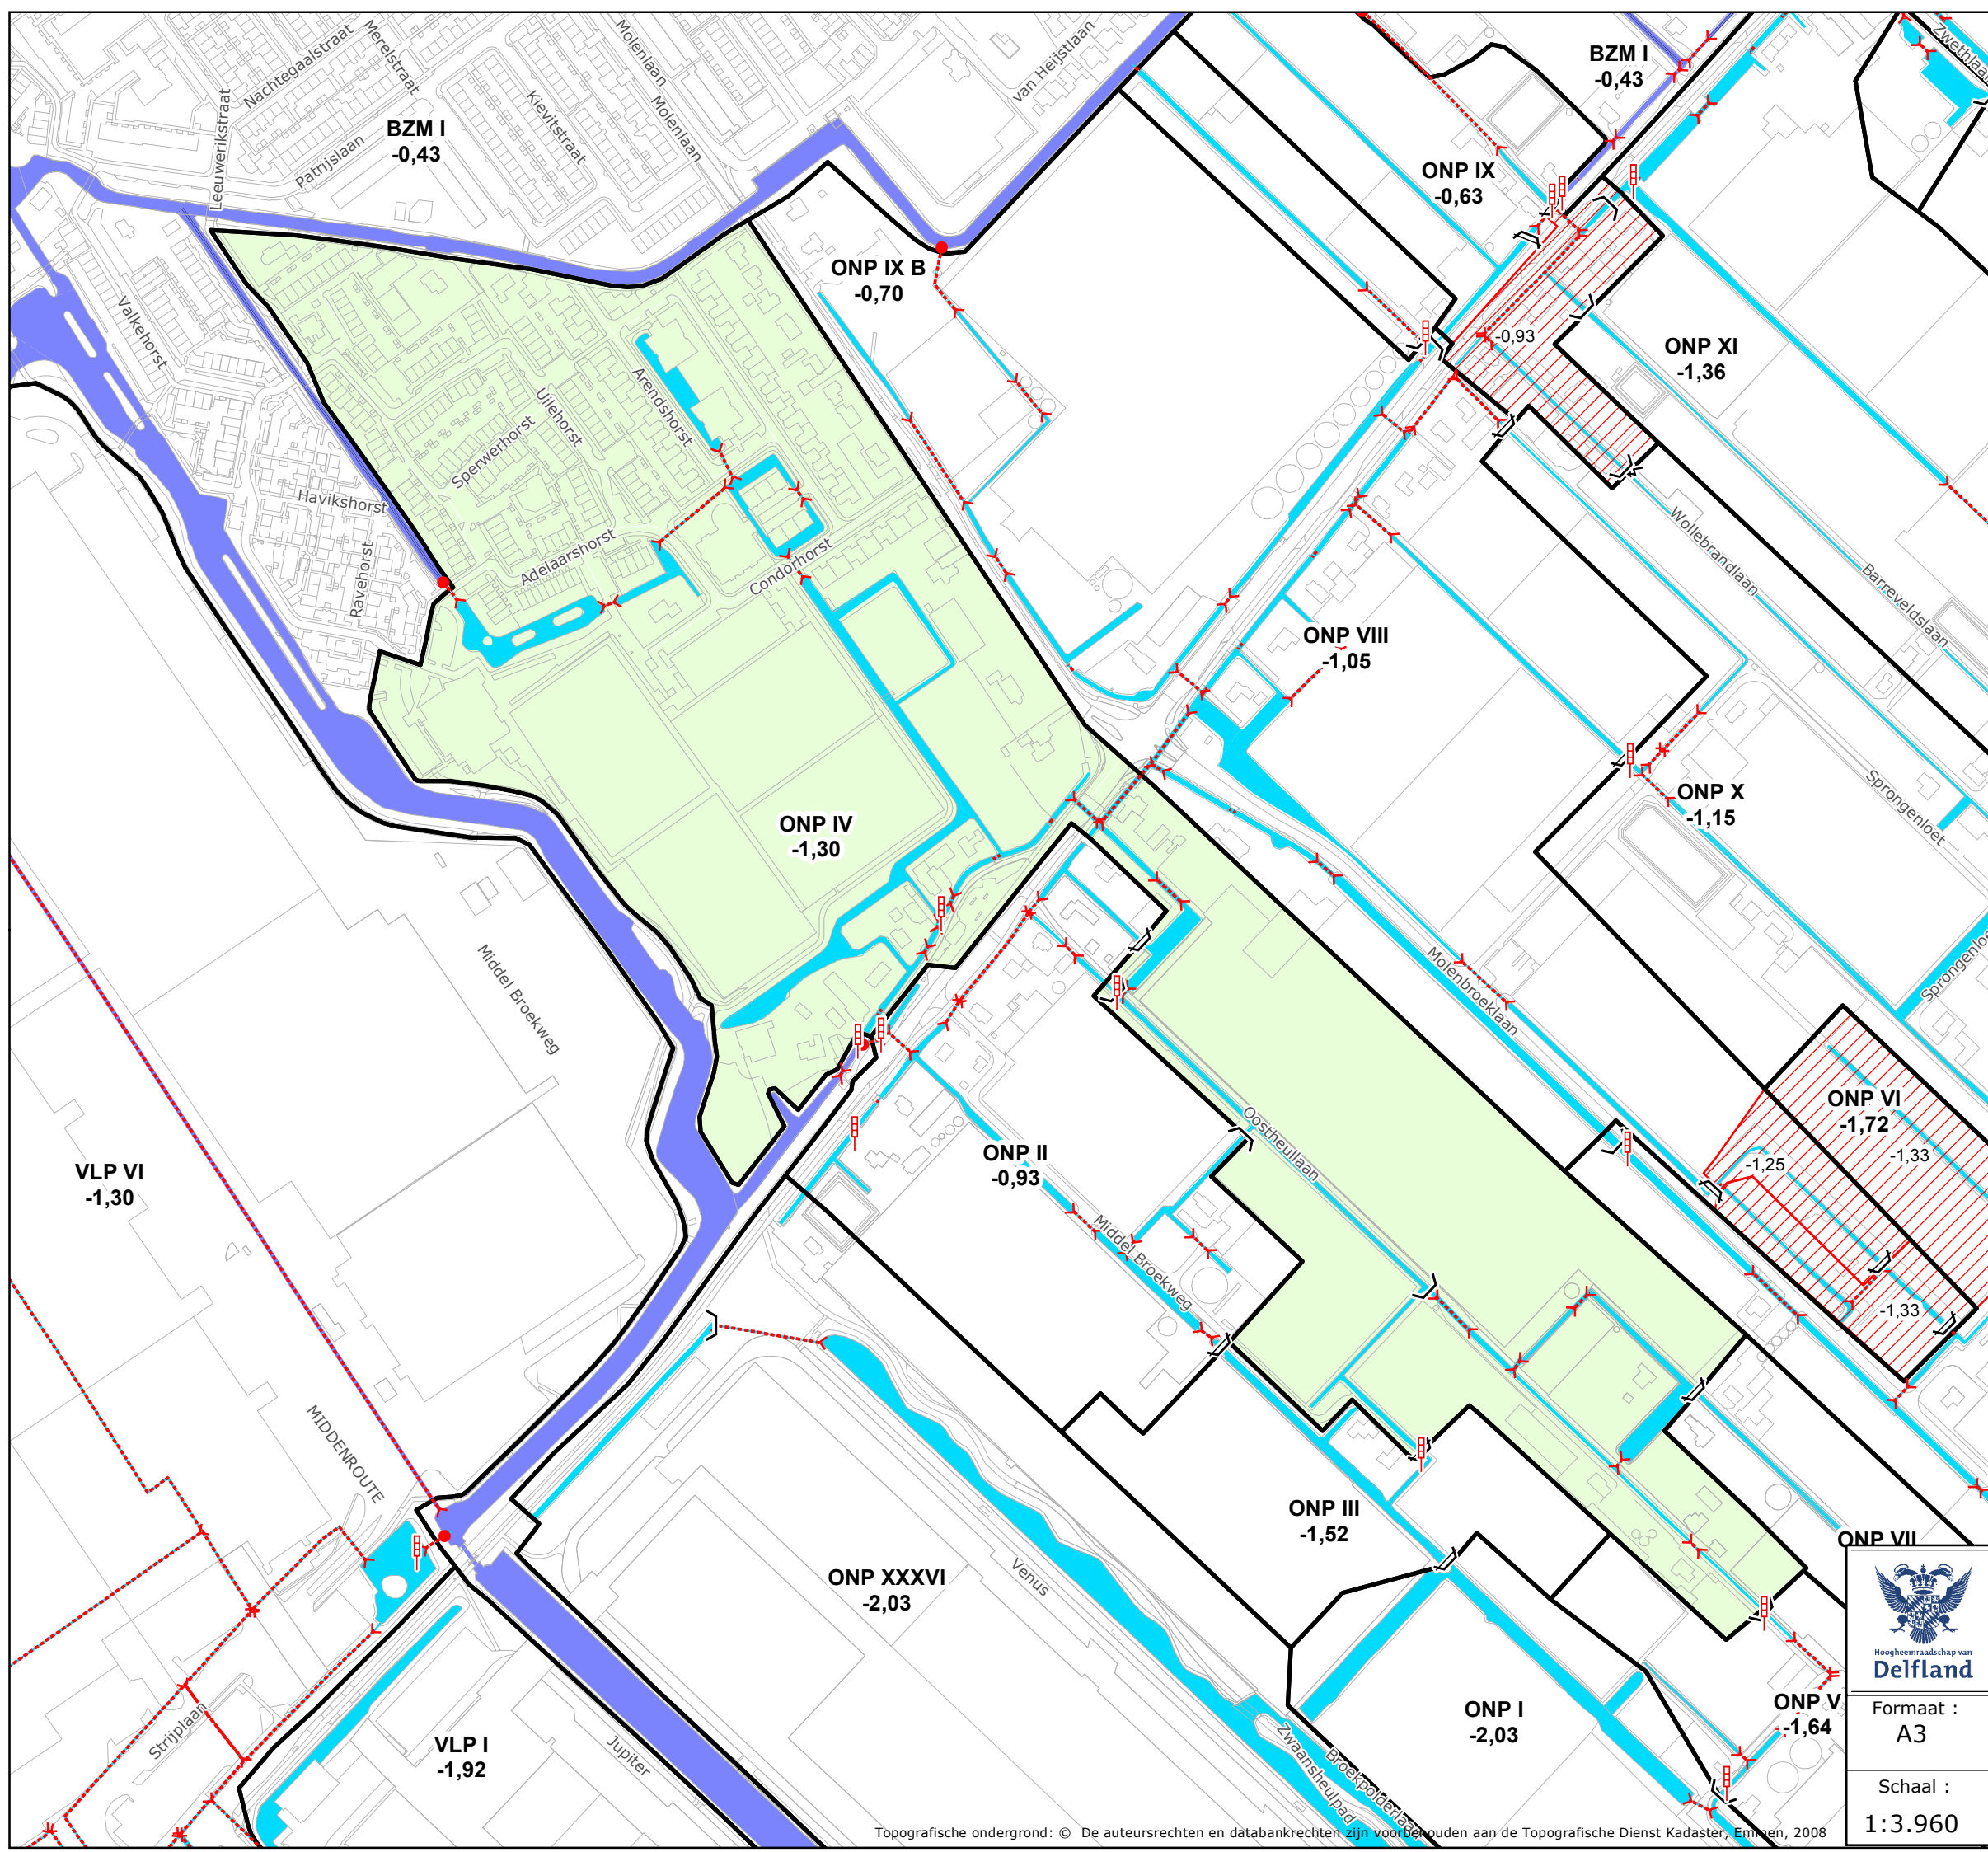 Nachtegaalstraat
Merelstraat
Molenlaan
van Heijstlaan
BZM I
-0,43
Leeuwerikstraat
Patrijslaan
BZM I
-0,43
Kievitstraat
Molenlaan
ONP IX
-0,63
ONP IX B
-0,70
Valkehorst
-0,93
ONP XI
-1,36
Arendshorst
Uilehorst
Sperwerhorst
Havikshorst
Ravehorst
Adelaarshorst
Condorhorst
Wollebrandlaan
Barreveldslaan
ONP VIII
-1,05
ONP X
-1,15
Sprongenloet
ONP IV
-1,30
Middel Broekweg
Molenbroeklaan
ONP VI
-1,72
-1,25
-1,33
-1,33
Oostheullaan
ONP II
-0,93
VLP VI
-1,30
Middel Broekweg
MIDDENROUTE
ONP III
-1,52
ONP VII
ONP XXXVI
-2,03
Venus
ONP I
-2,03
ONP V
-1,64
Strijplaan
VLP I
-1,92
Jupiter
Zwaansheulpad
Broekpolderlaan
Hoogheemraadschap van
Delfland
Formaat :
A3
Schaal :
1:3.960
Topografische ondergrond: © De auteursrechten en databankrechten zijn voorbehouden aan de Topografische Dienst Kadaster, Emmen, 2008